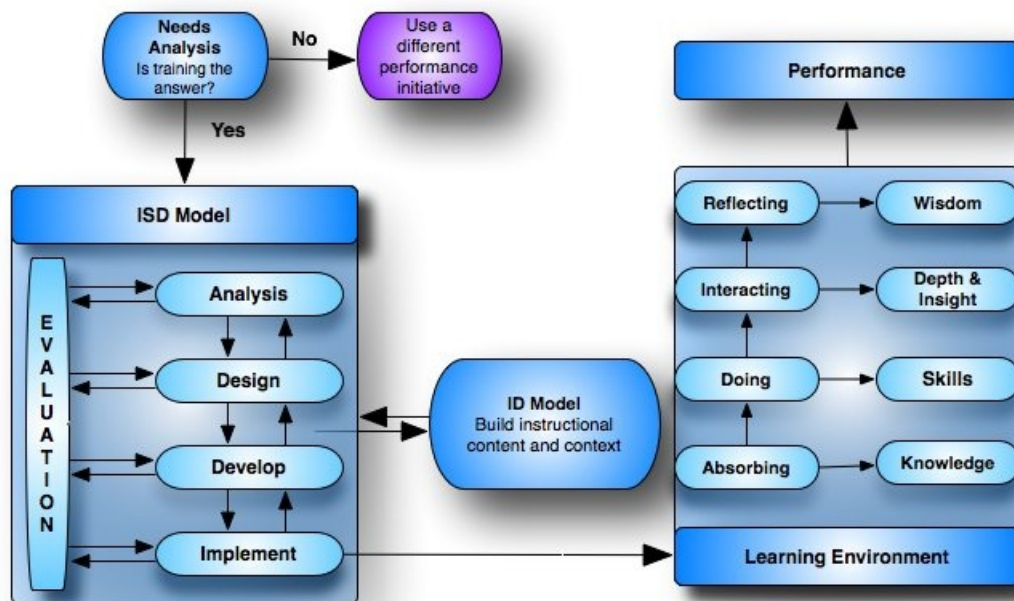 Needs
Analysis
Is training the
answer?
No
Use a
different
performance
initiative
Yes
ISD Model
EVALUATION
Analysis
Design
Develop
Implement
ID Model
Build instructional
content and context
Performance
Reflecting
Wisdom
Interacting
Depth &
Insight
Doing
Skills
Absorbing
Knowledge
Learning Environment